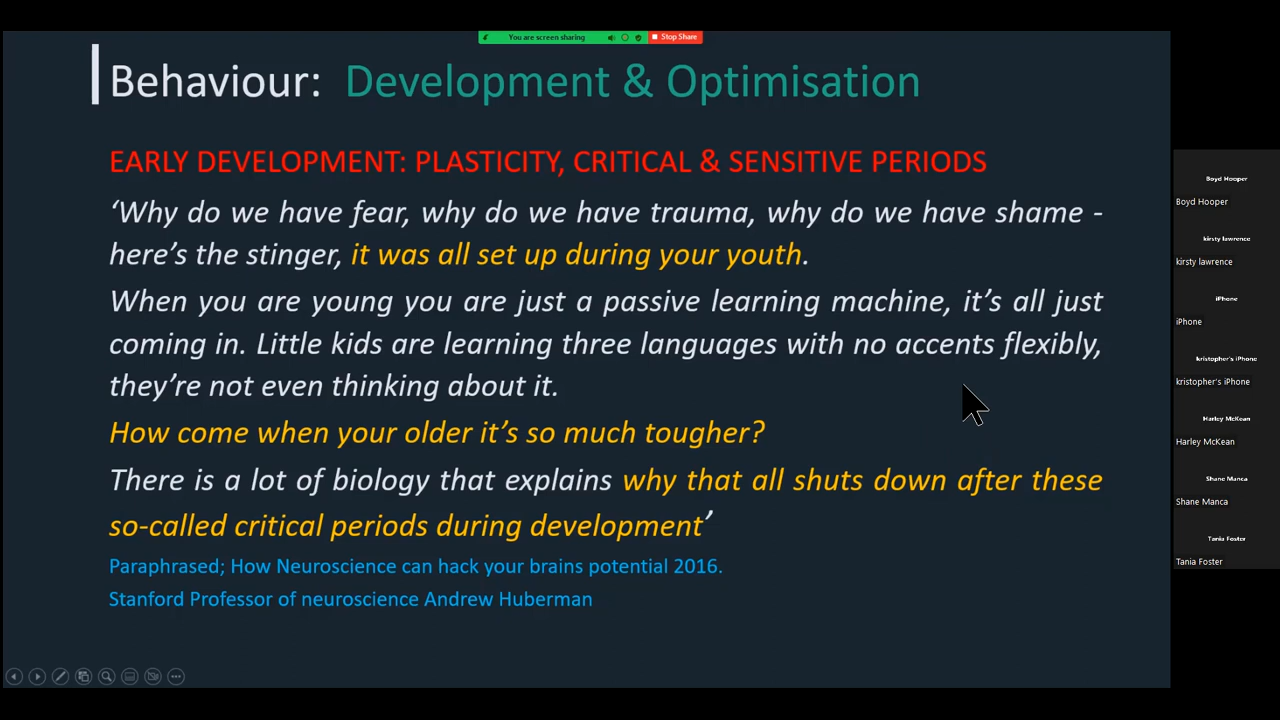 You are screen sharing
Stop Share
Behaviour: Development & Optimisation
EARLY DEVELOPMENT: PLASTICITY, CRITICAL & SENSITIVE PERIODS
‘Why do we have fear, why do we have trauma, why do we have shame -
here’s the stinger, it was all set up during your youth.
When you are young you are just a passive learning machine, it’s all just
coming in. Little kids are learning three languages with no accents flexibly,
they’re not even thinking about it.
How come when your older it’s so much tougher?
There is a lot of biology that explains why that all shuts down after these
so-called critical periods during development’
Paraphrased; How Neuroscience can hack your brains potential 2016.
Stanford Professor of neuroscience Andrew Huberman
Boyd Hooper
Boyd Hooper
kirsty lawrence
kirsty lawrence
iPhone
iPhone
kristopher's iPhone
kristopher's iPhone
Harley McKean
Harley McKean
Shane Manca
Shane Manca
Tania Foster
Tania Foster